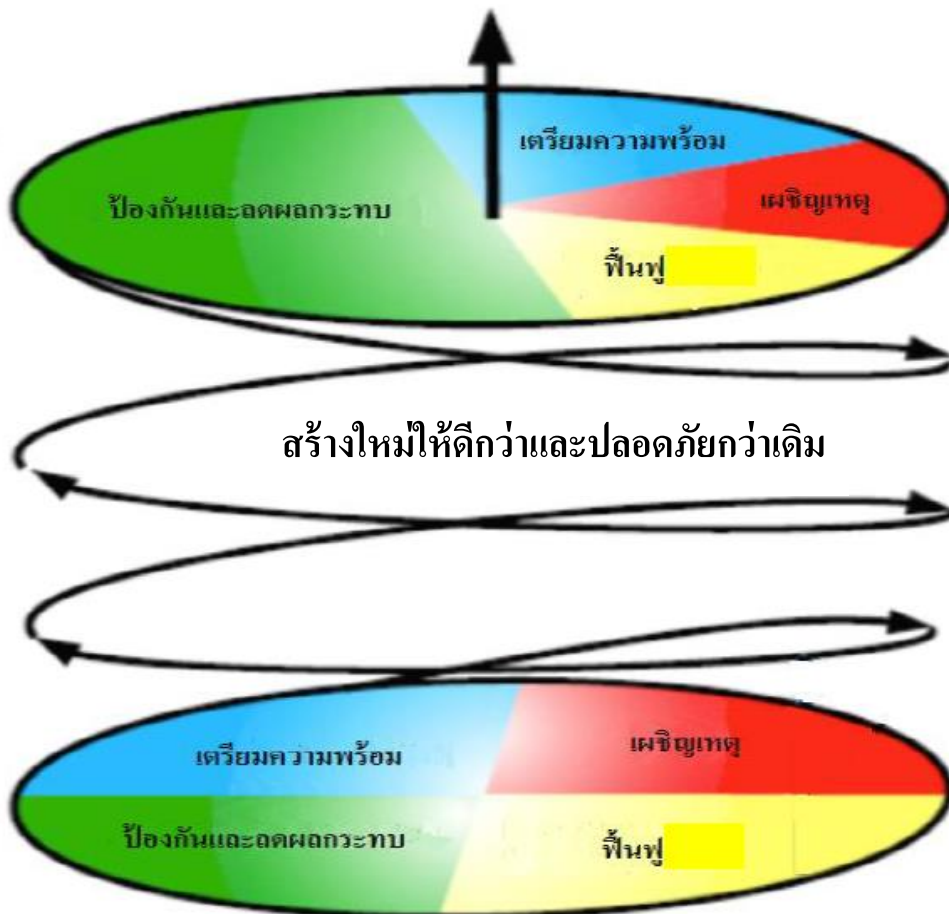 เตรียมความพร้อม
ป้องกันและลดผลกระทบ
เผชิญเหตุ
ฟื้นฟู
สร้างใหม่ให้ดีกว่าและปลอดภัยกว่าเดิม
เตรียมความพร้อม
เผชิญเหตุ
ป้องกันและลดผลกระทบ
ฟื้นฟู